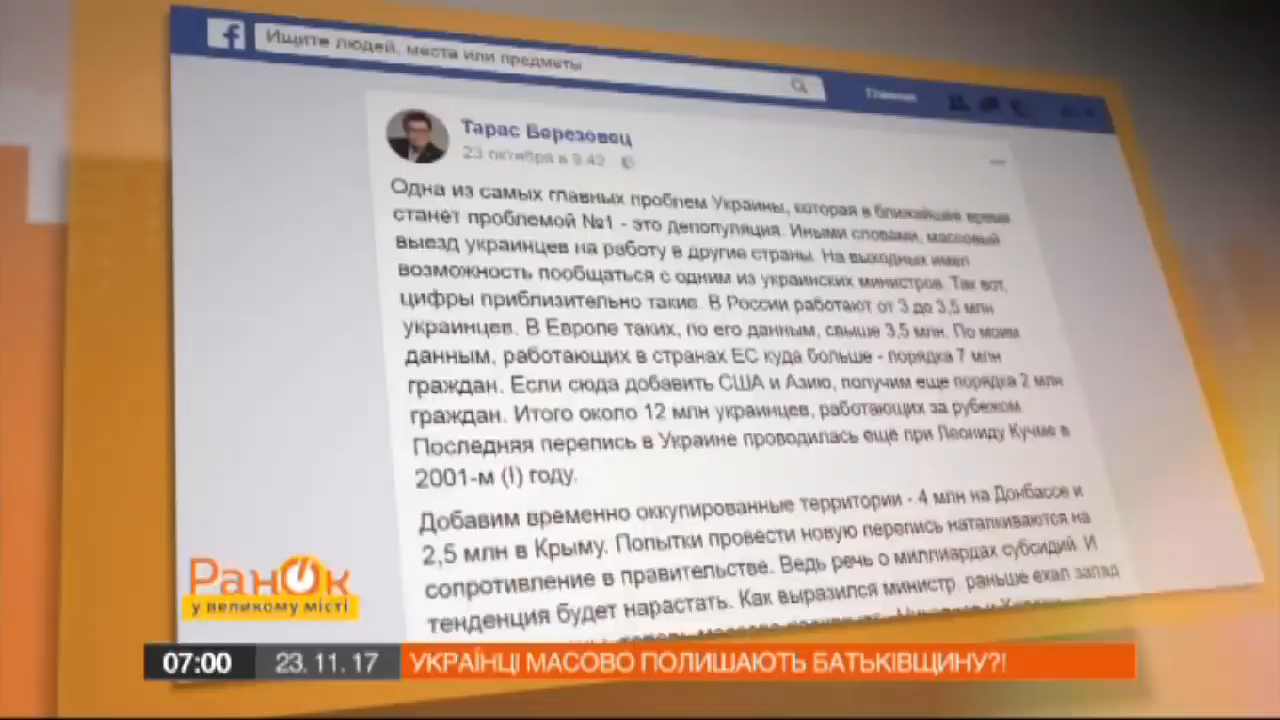 Ищите людей, места или предметы
Главная
Тарас Березовец
23 октября в 9:42
Одна из самых главных проблем Украины, которая в ближайшее время
станет проблемой №1 - это депопуляция. Иными словами, массовый
выезд украинцев на работу в другие страны. На выходных имел
возможность пообщаться с одним из украинских министров. Так вот,
цифры приблизительно такие. В России работают от 3 до 3,5 млн
украинцев. В Европе таких, по его данным, свыше 3,5 млн. По моим
данным, работающих в странах ЕС куда больше - порядка 7 млн
граждан. Если сюда добавить США и Азию, получим еще порядка 2 млн
граждан. Итого около 12 млн украинцев, работающих за рубежом.
Последняя перепись в Украине проводилась еще при Леониду Кучме в
2001-м (!) году.
Добавим временно оккупированные территории - 4 млн на Донбассе и
2,5 млн в Крыму. Попытки провести новую перепись наталкиваются на
сопротивление в правительстве. Ведь речь о миллиардах субсидий. И
тенденция будет нарастать. Как выразился министр, раньше ехал запад
Ранок
у великому місті
07:00 23.11.17 УКРАЇНЦІ МАСОВО ПОЛИШАЮТЬ БАТЬКІВЩИНУ?!